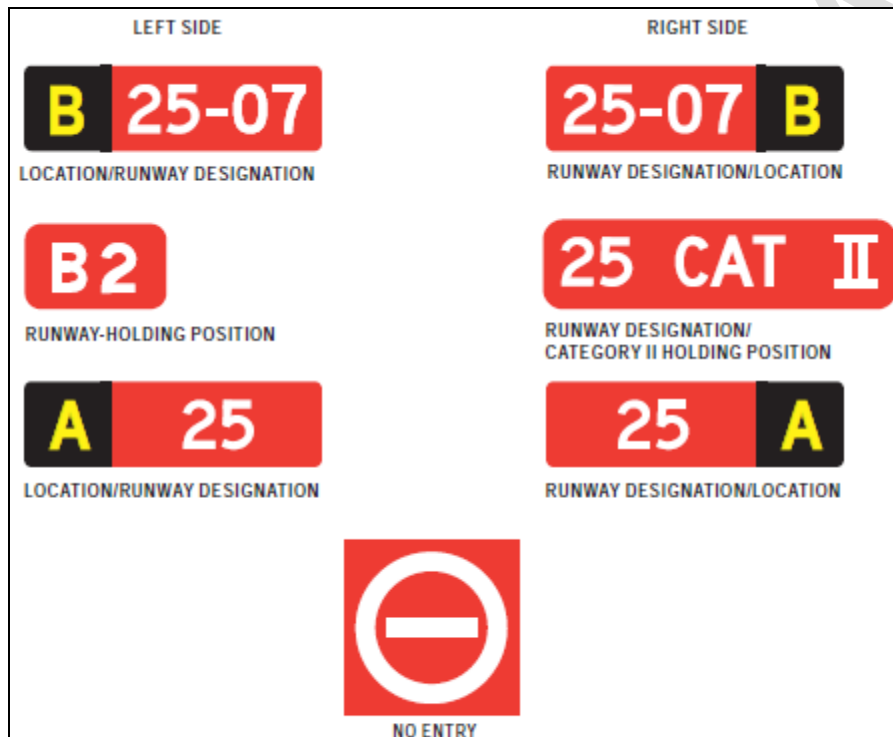 LEFT SIDE
RIGHT SIDE
B 25-07
25-07 B
LOCATION/RUNWAY DESIGNATION
RUNWAY DESIGNATION/LOCATION
B2
25 CAT II
RUNWAY-HOLDING POSITION
RUNWAY DESIGNATION/
CATEGORY II HOLDING POSITION
A 25
25 A
LOCATION/RUNWAY DESIGNATION
RUNWAY DESIGNATION/LOCATION
NO ENTRY